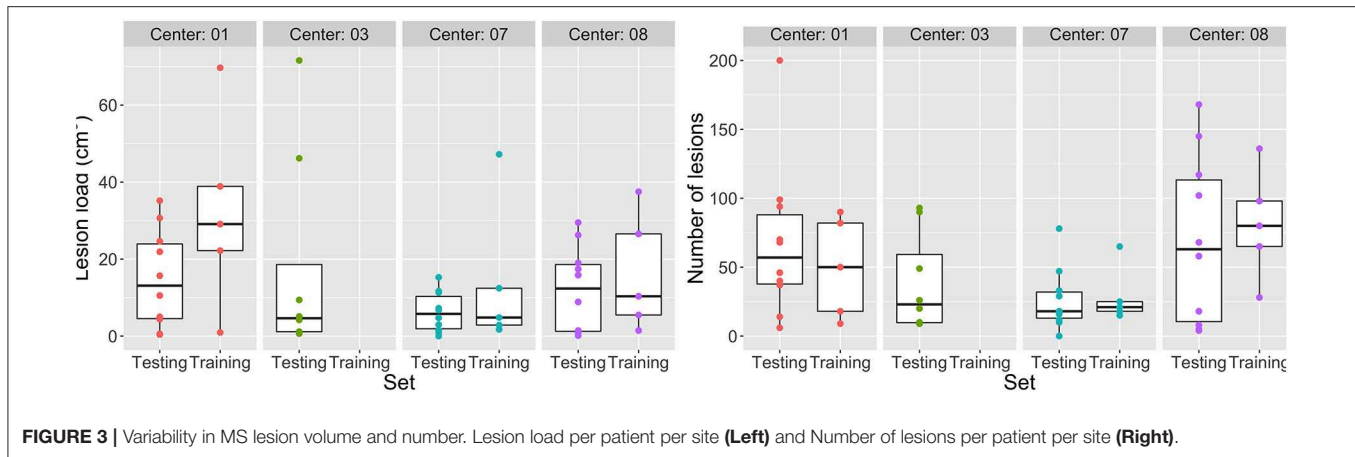 Center: 01 Center: 03 Center: 07 Center: 08
Lesion load (cm³)
60
40
20
0
Testing Training Testing Training Testing Training Testing Training
Set
Center: 01 Center: 03 Center: 07 Center: 08
Number of lesions
200
150
100
50
0
Testing Training Testing Training Testing Training Testing Training
Set
FIGURE 3 | Variability in MS lesion volume and number. Lesion load per patient per site (Left) and Number of lesions per patient per site (Right).